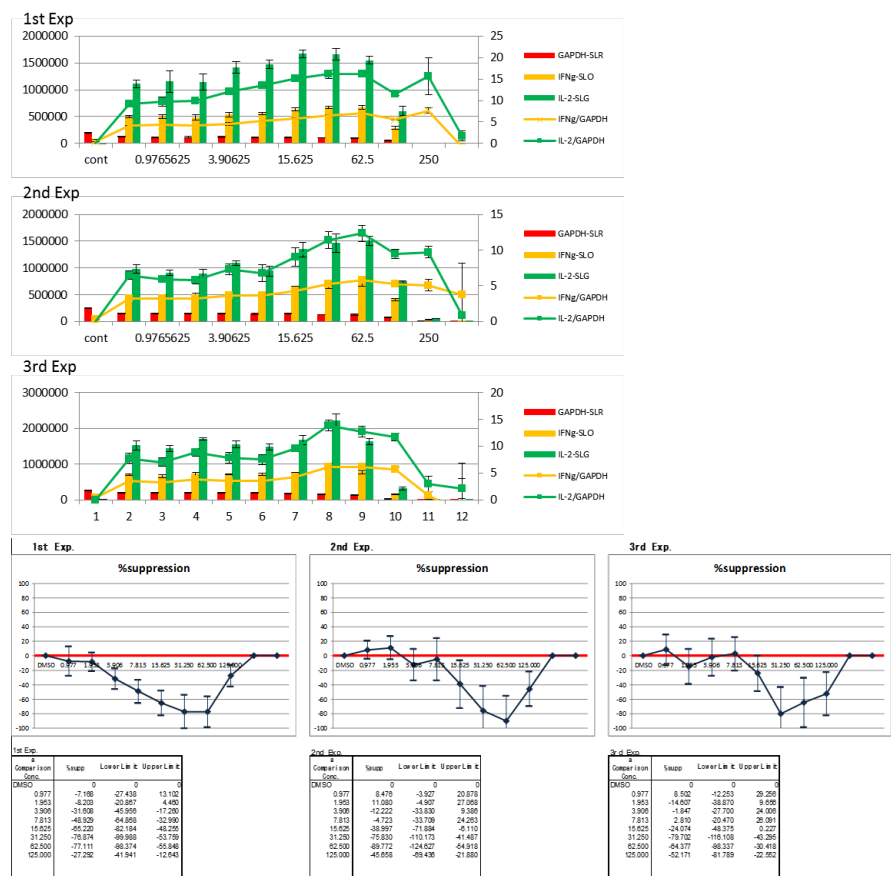 1st Exp
2000000
1500000
1000000
500000
0
25
20
15
10
5
0
cont 0.9765625 3.90625 15.625 62.5 250
GAPDH-SLR
IFNg-SLO
IL-2-SLG
IFNg/GAPDH
IL-2/GAPDH
2nd Exp
2000000
1500000
1000000
500000
0
15
10
5
0
cont 0.9765625 3.90625 15.625 62.5 250
GAPDH-SLR
IFNg-SLO
IL-2-SLG
IFNg/GAPDH
IL-2/GAPDH
3rd Exp
3000000
2000000
1000000
0
20
15
10
5
0
1 2 3 4 5 6 7 8 9 10 11 12
GAPDH-SLR
IFNg-SLO
IL-2-SLG
IFNg/GAPDH
IL-2/GAPDH
1st Exp.
%suppression
100
80
60
40
20
0
-20
-40
-60
-80
-100
DMSO 0.977 7.813 15.625 31.250 62.500
2nd Exp.
%suppression
100
80
60
40
20
0
-20
-40
-60
-80
-100
DMSO 0.977 1.953 15.625 31.250 62.500 125.000
3rd Exp.
%suppression
100
80
60
40
20
0
-20
-40
-60
-80
-100
DMSO 5.906 7.813 15.625 31.250 62.500 125.000
1st Exp.
a
Comparison %supp Lower Limit Upper Limit
Conc.
DMSO 0 0 0
0.977 -7.168 -27.438 13.102
1.953 -8.203 -20.867 4.460
3.906 -31.608 -45.956 -17.260
7.813 -48.929 -64.868 -32.990
15.625 -65.220 -82.184 -48.255
31.250 -76.874 -99.988 -53.759
62.500 -77.111 -98.374 -55.848
125.000 -27.292 -41.941 -12.643
2nd Exp.
a
Comparison %supp Lower Limit Upper Limit
Conc.
DMSO 0 0 0
0.977 8.476 -3.927 20.878
1.953 11.080 -4.907 27.068
3.906 -12.222 -33.830 9.386
7.813 -4.723 -33.709 24.263
15.625 -38.997 -71.884 -6.110
31.250 -75.830 -110.173 -41.487
62.500 -89.772 -124.627 -54.918
125.000 -45.658 -69.436 -21.880
3rd Exp.
a
Comparison %supp Lower Limit Upper Limit
Conc.
DMSO 0 0 0
0.977 8.502 -12.253 29.256
1.953 -14.607 -38.870 9.656
3.906 -1.847 -27.700 24.006
7.813 2.810 -20.470 26.091
15.625 -24.074 -48.375 0.227
31.250 -79.702 -116.108 -43.295
62.500 -64.377 -98.337 -30.418
125.000 -52.171 -81.789 -22.552